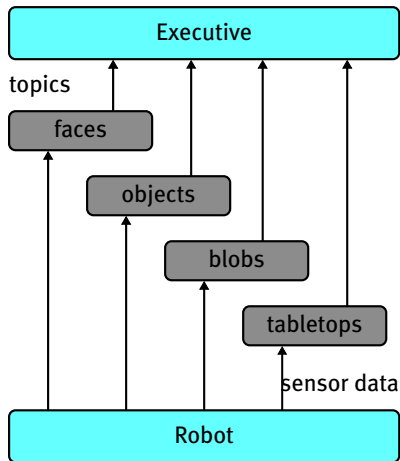 Executive
topics
faces
objects
blobs
tabletops
sensor data
Robot